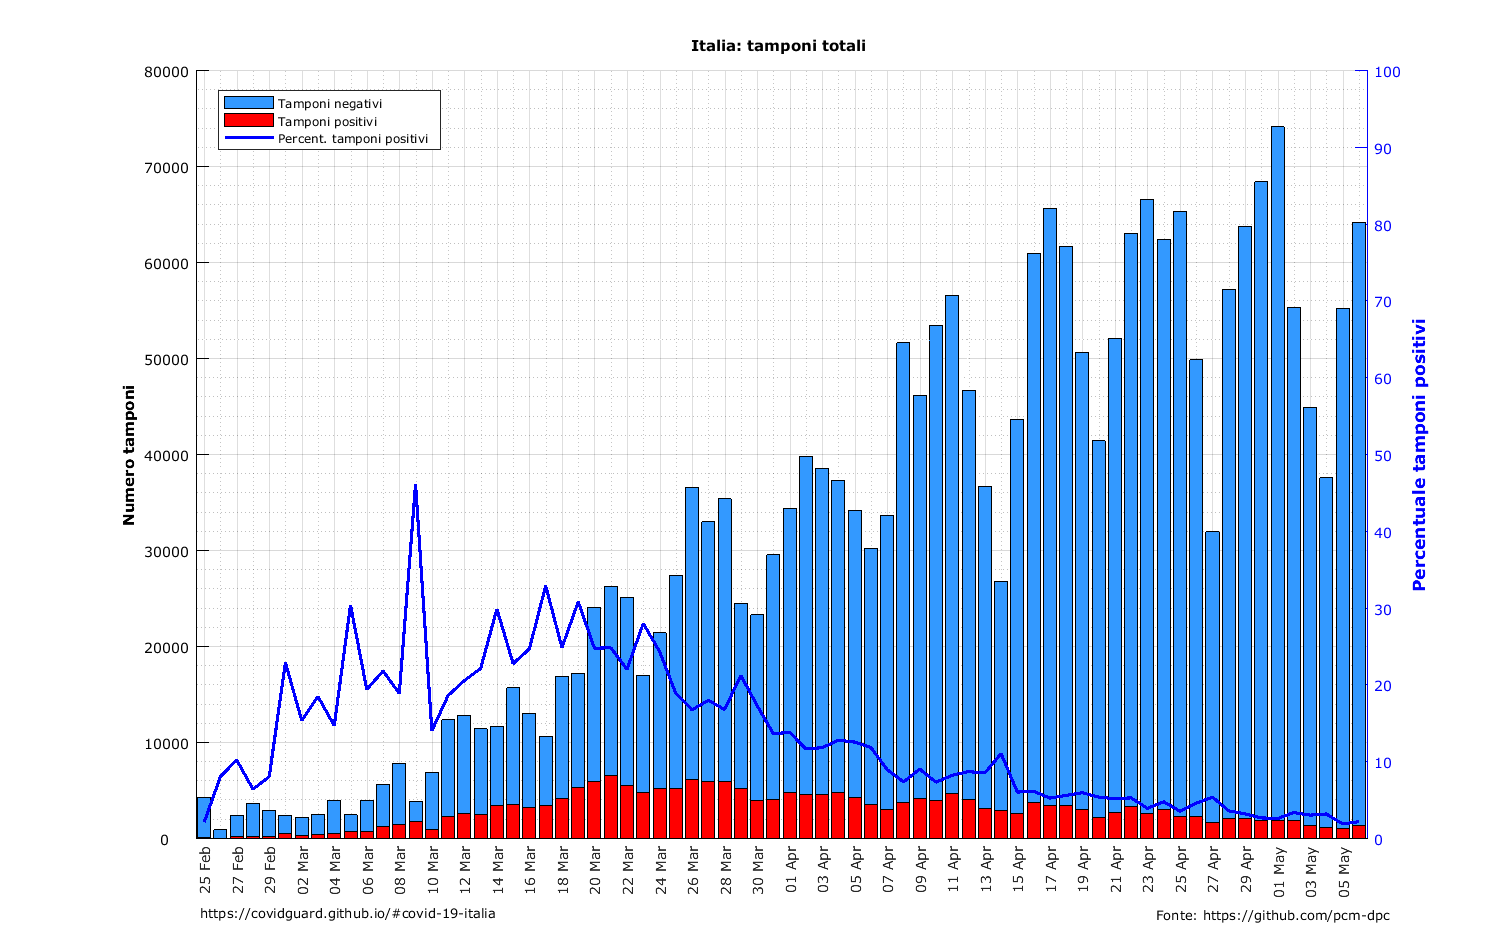 Italia: tamponi totali
Tamponi negativi
Tamponi positivi
Percent. tamponi positivi
Numero tamponi
80000
70000
60000
50000
40000
30000
20000
10000
0
100
90
80
70
60
50
40
30
20
10
0
Percentuale tamponi positivi
25 Feb
27 Feb
29 Feb
02 Mar
04 Mar
06 Mar
08 Mar
10 Mar
12 Mar
14 Mar
16 Mar
18 Mar
20 Mar
22 Mar
24 Mar
26 Mar
28 Mar
30 Mar
01 Apr
03 Apr
05 Apr
07 Apr
09 Apr
11 Apr
13 Apr
15 Apr
17 Apr
19 Apr
21 Apr
23 Apr
25 Apr
27 Apr
29 Apr
01 May
03 May
05 May
https://covidguard.github.io/#covid-19-italia
Fonte: https://github.com/pcm-dpc